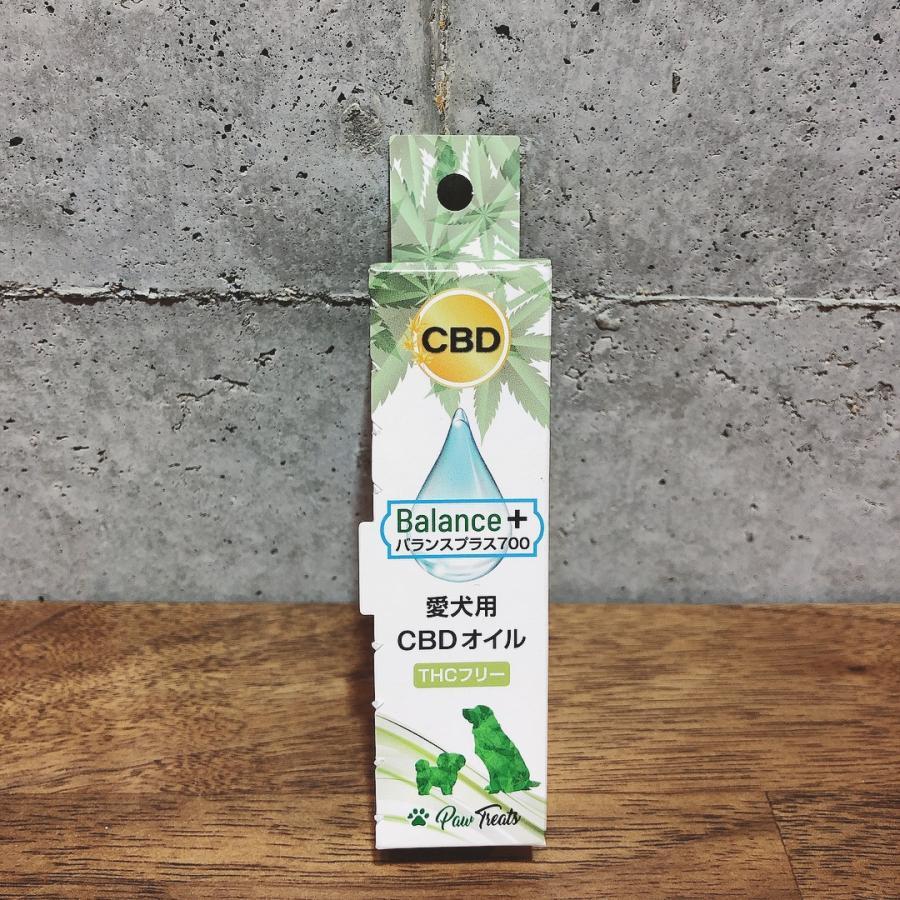 CBD
Balance+
バランスプラス700
愛犬用
CBDオイル
THCフリー
Paw Treats